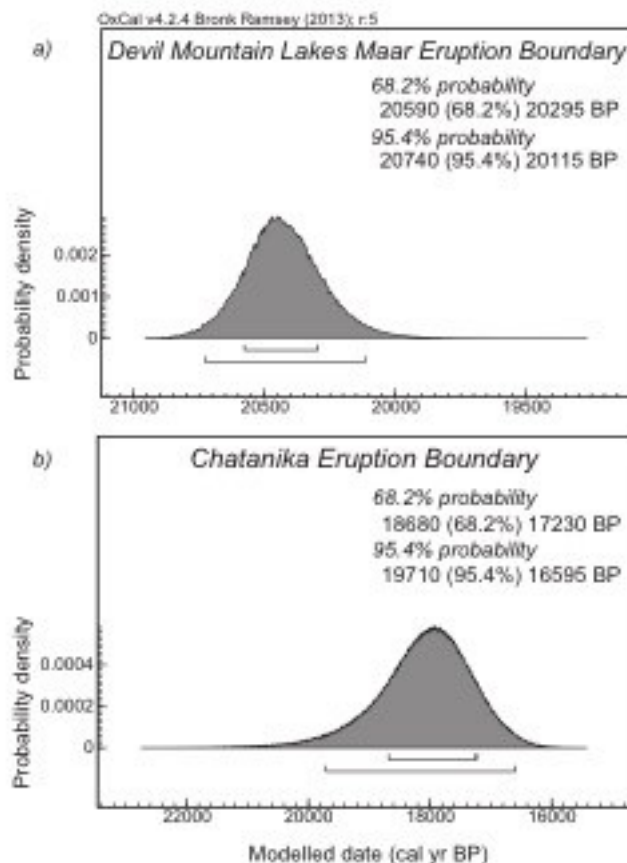 OxCal v4.2.4 Bronk Ramsey (2013); r:5
a)
Devil Mountain Lakes Maar Eruption Boundary
68.2% probability
20590 (68.2%) 20295 BP
95.4% probability
20740 (95.4%) 20115 BP
Probability density
0.002
0.001
0
21000 20500 20000 19500
b)
Chatanika Eruption Boundary
68.2% probability
18680 (68.2%) 17230 BP
95.4% probability
19710 (95.4%) 16595 BP
Probability density
0.0004
0.0002
0
22000 20000 18000 16000
Modelled date (cal yr BP)